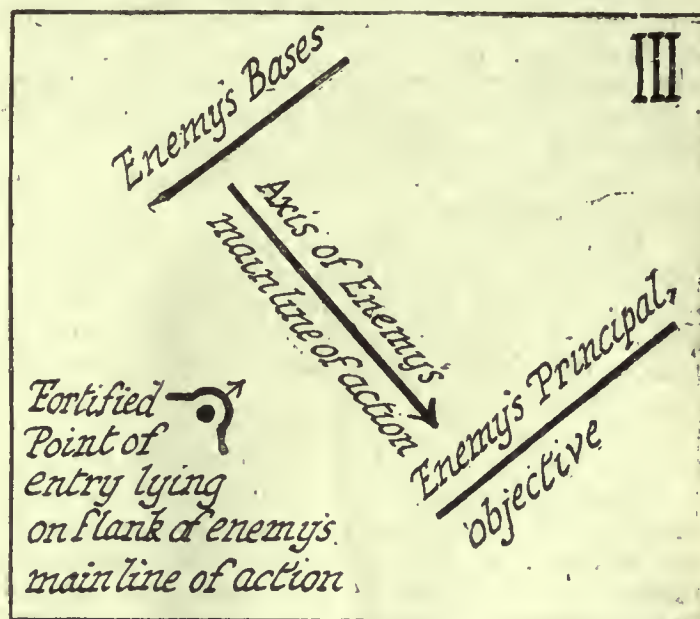 III
Enemy's Bases
Axis of Enemy's
main line of action
Enemy's Principal
objective
Fortified
Point of
entry lying
on flank of enemy's
main line of action